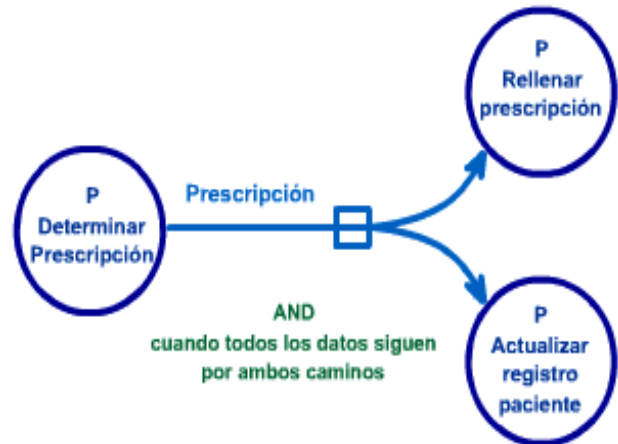 P
Rellenar
prescripción
Prescripción
P
Determinar
Prescripción
AND
cuando todos los datos siguen
por ambos caminos
P
Actualizar
registro
paciente